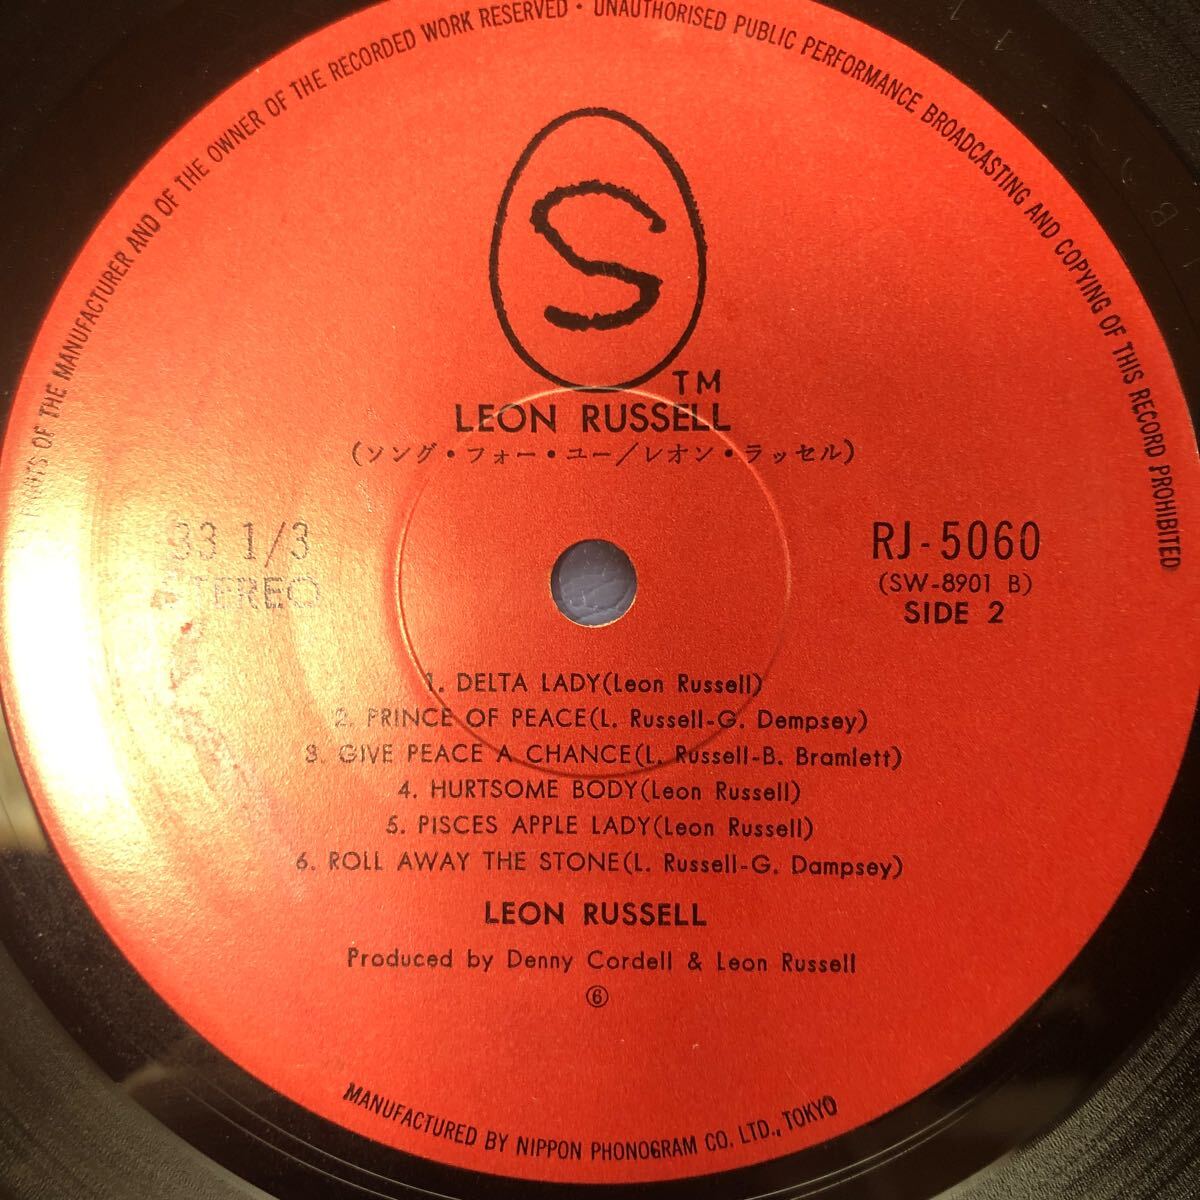 RIGHTS OF THE MANUFACTURER AND OF THE OWNER OF THE RECORDED WORK RESERVED · UNAUTHORISED PUBLIC PERFORMANCE BROADCASTING AND COPYING OF THIS RECORD PROHIBITED
S
TM
LEON RUSSELL
(ソング・フォー・ユー/レオン・ラッセル)
33 1/3
STEREO
RJ-5060
(SW-8901 B)
SIDE 2
1. DELTA LADY(Leon Russell)
2. PRINCE OF PEACE(L. Russell-G. Dempsey)
3. GIVE PEACE A CHANCE(L. Russell-B. Bramlett)
4. HURTSOME BODY(Leon Russell)
5. PISCES APPLE LADY(Leon Russell)
6. ROLL AWAY THE STONE(L. Russell-G. Dampsey)
LEON RUSSELL
Produced by Denny Cordell & Leon Russell
⑥
MANUFACTURED BY NIPPON PHONOGRAM CO. LTD., TOKYO